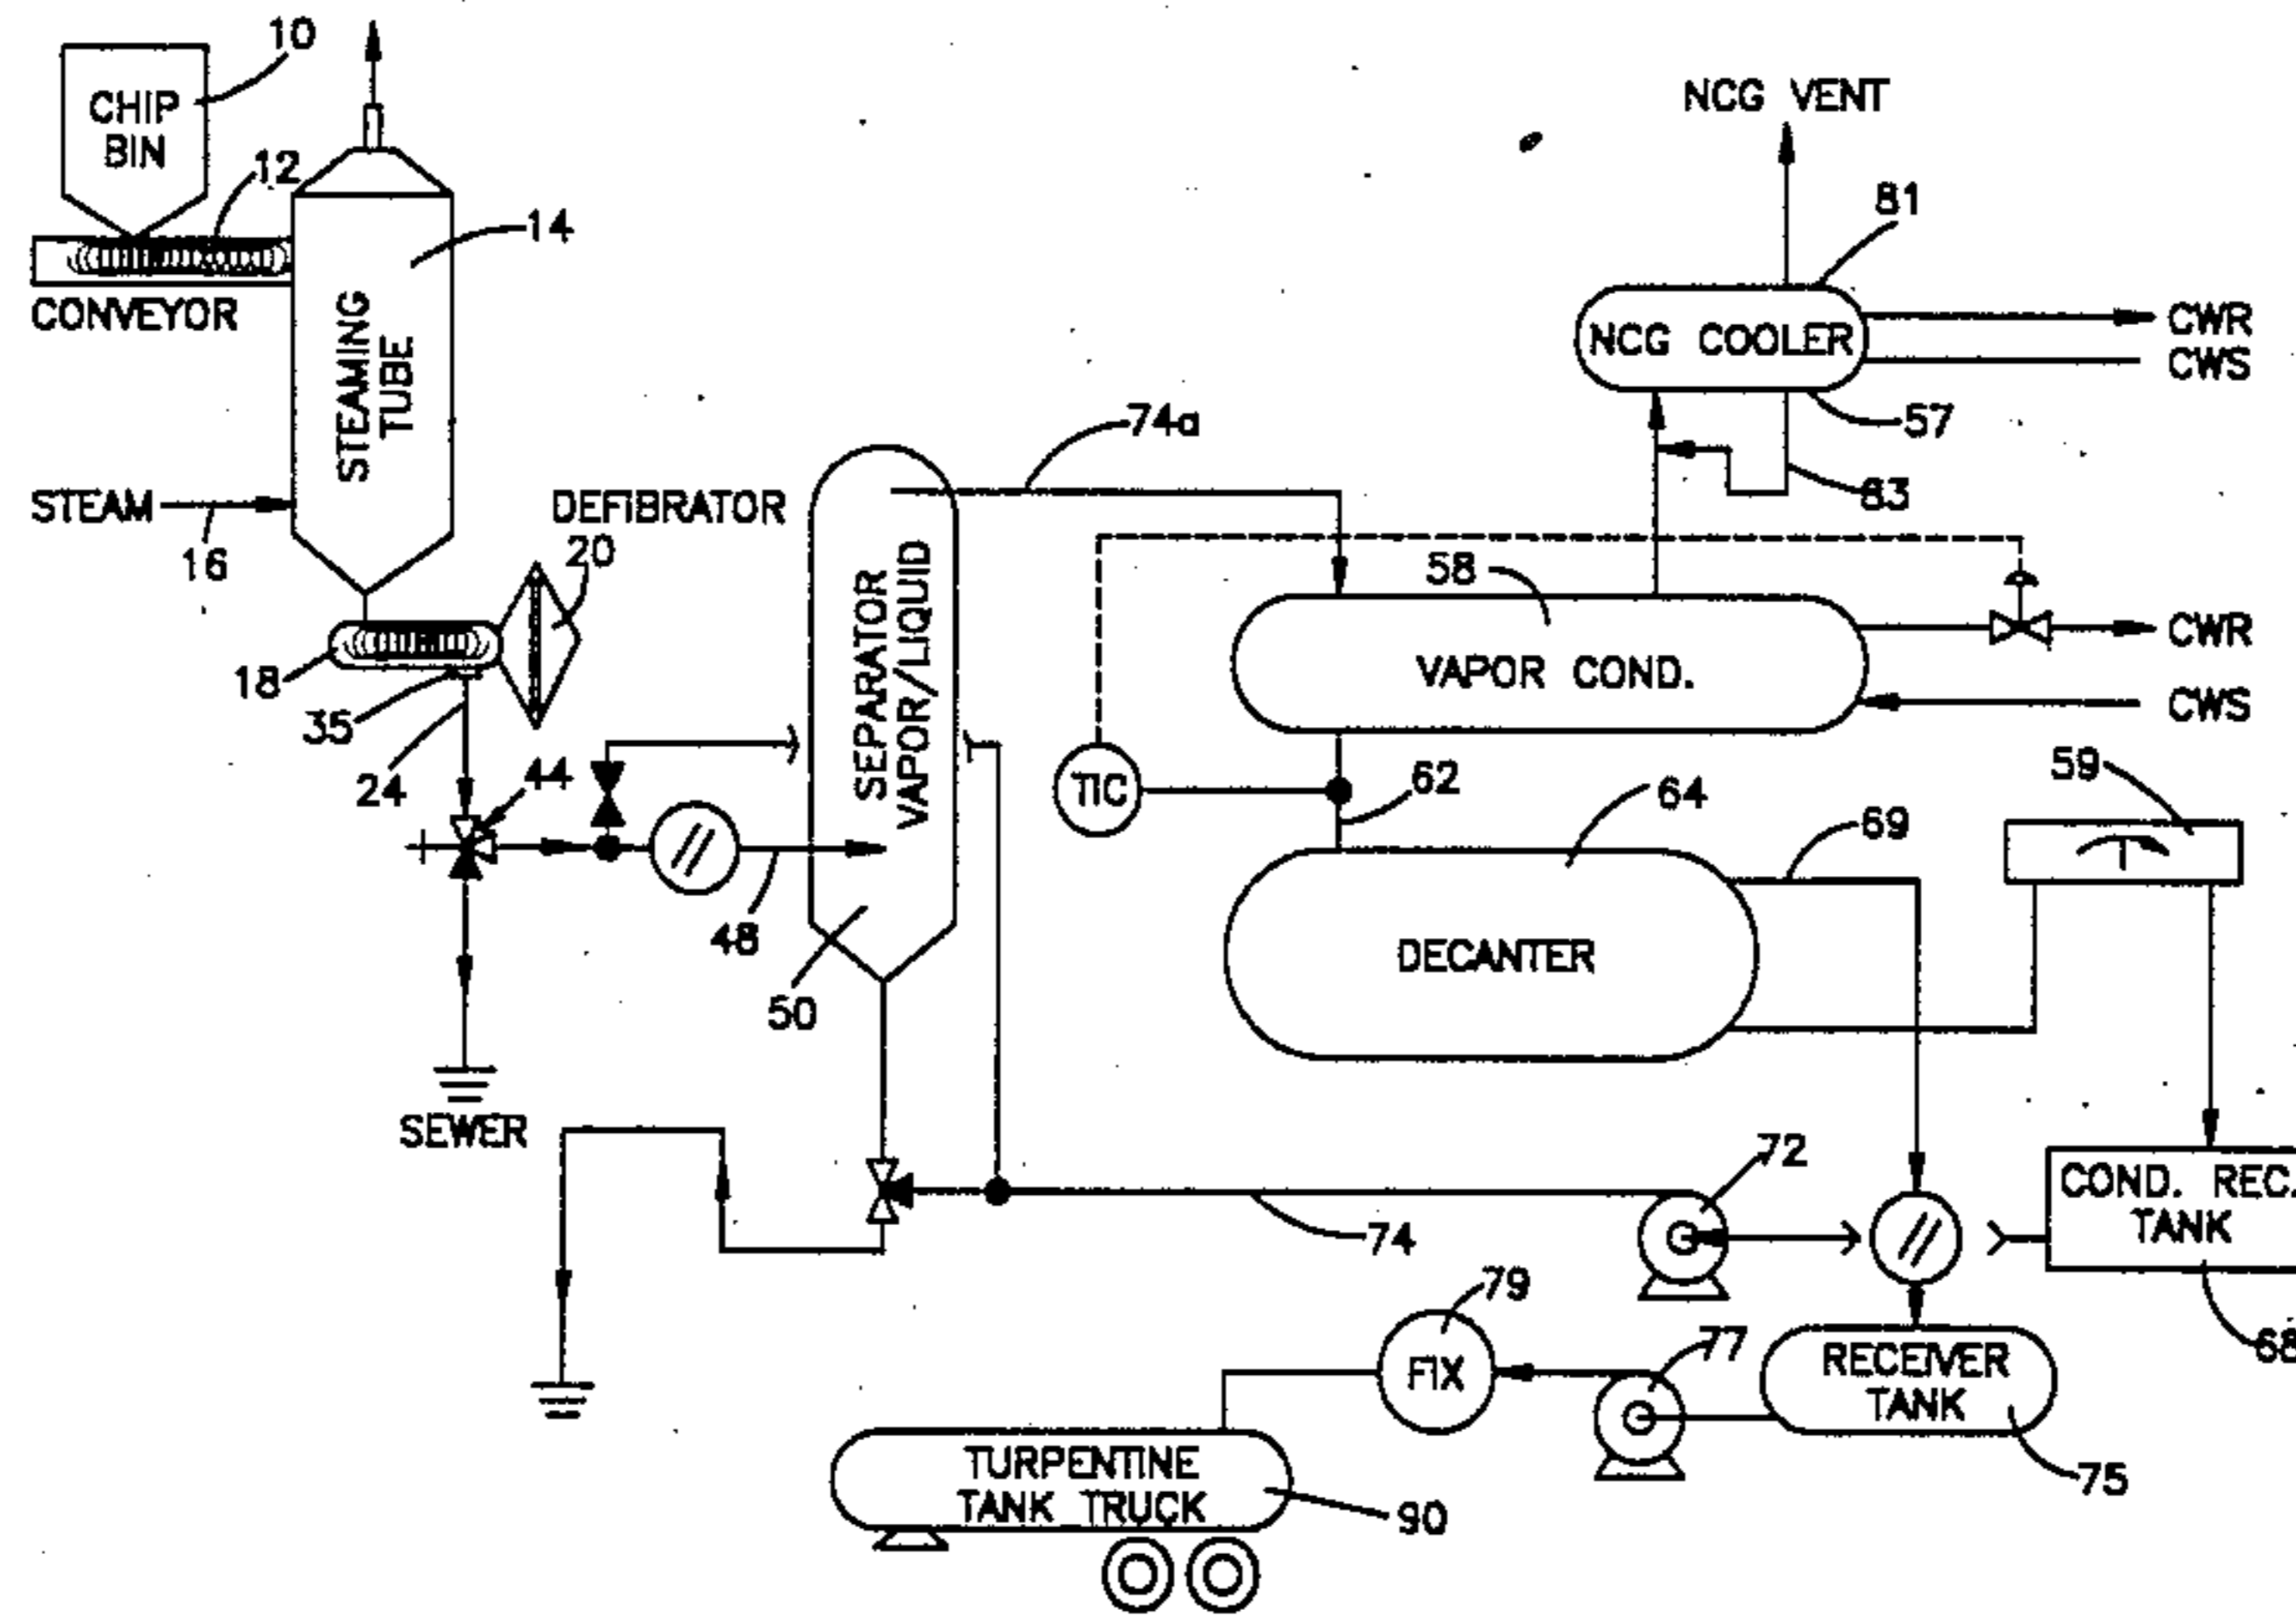 10
CHIP
BIN
12
CONVEYOR
14
STEAMING
TUBE
STEAM
16
18
35
24
DEFIBRATOR
20
44
SEWER
48
50
SEPARATOR
VAPOR/LIQUID
74a
NCG VENT
81
NCG COOLER
CWR
CWS
57
83
58
VAPOR COND.
CWR
CWS
TIC
62
64
69
59
DECANTER
72
74
COND. REC.
TANK
68
79
FIX
77
RECEIVER
TANK
75
TURPENTINE
TANK TRUCK
90